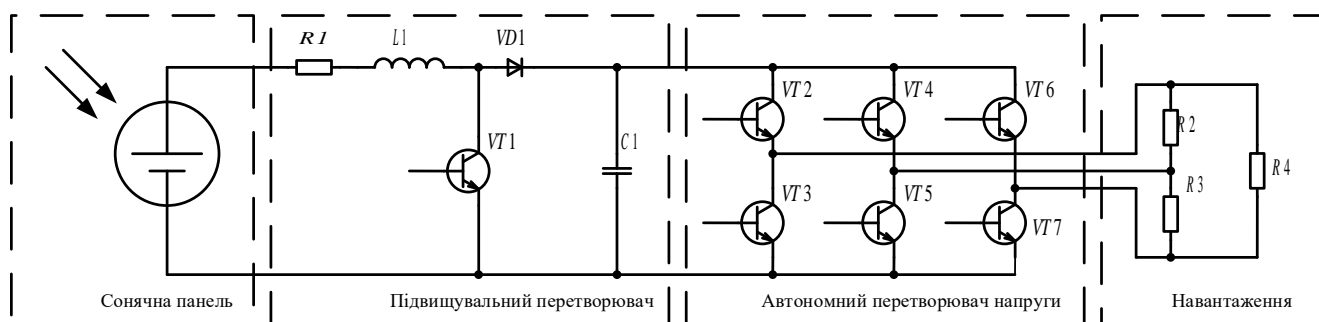 R1
L1
VD1
VT2
VT4
VT6
R2
VT1
C1
R4
R3
VT3
VT5
VT7
Сонячна панель
Підвищувальний перетворювач
Автономний перетворювач напруги
Навантаження